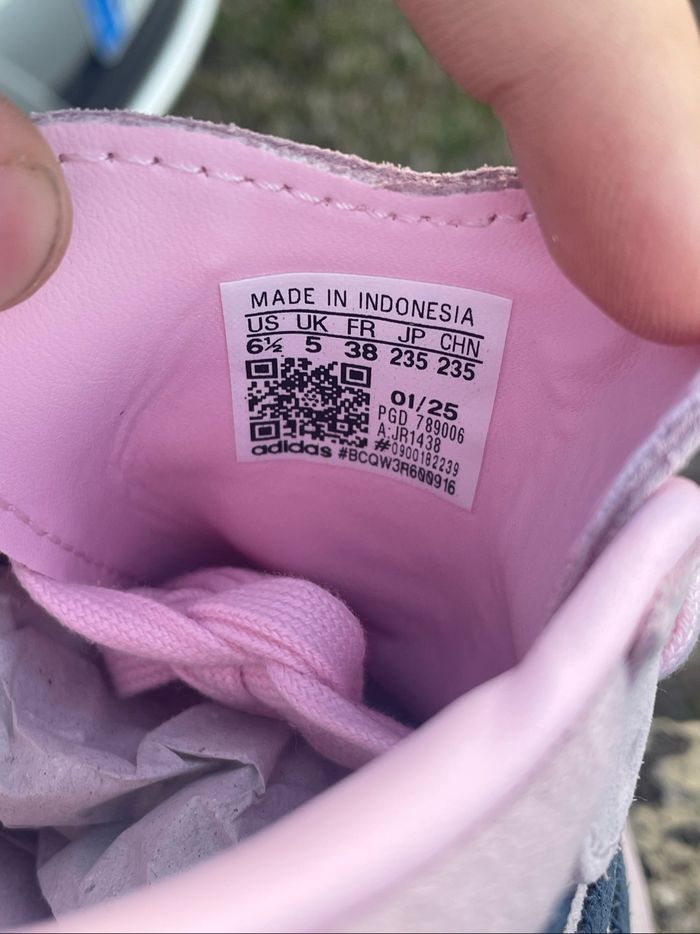 MADE IN INDONESIA
US UK FR JP CHN
6½ 5 38 235 235
01/25
PGD 789006
A:JR1438
#0900182239
adidas #BCQW3R600916